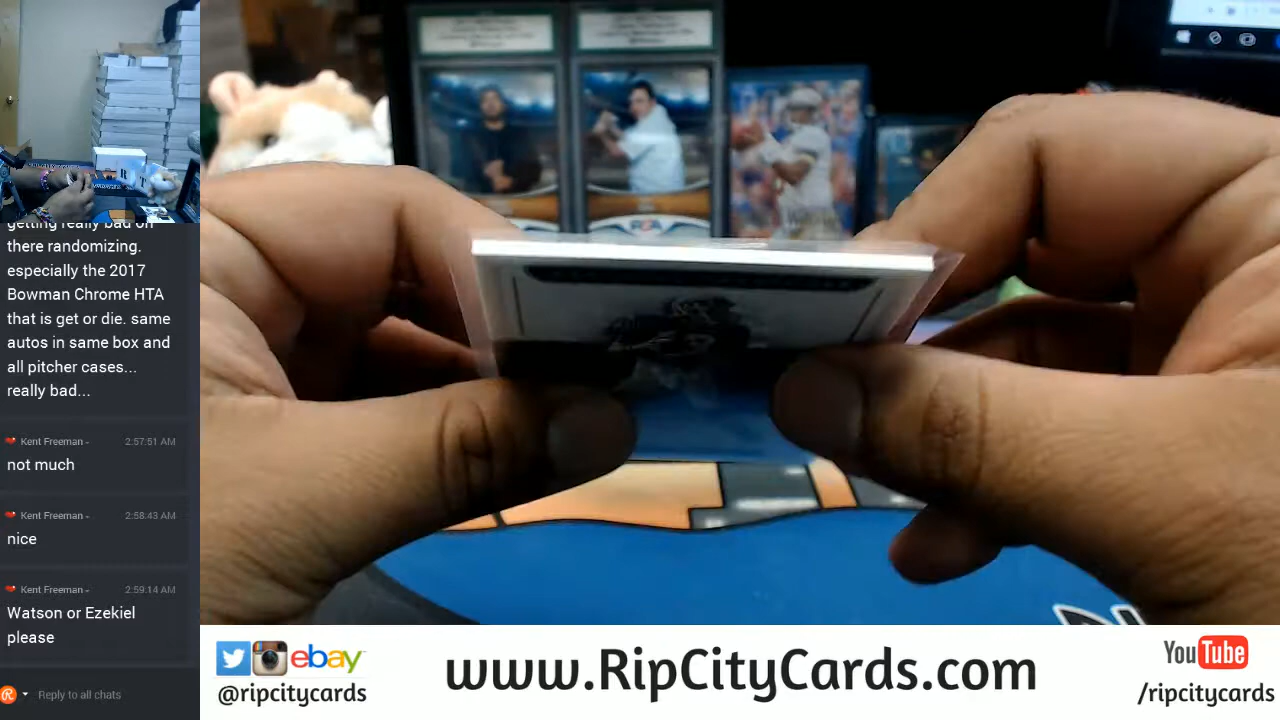 getting really bad on
there randomizing.
especially the 2017
Bowman Chrome HTA
that is get or die. same
autos in same box and
all pitcher cases...
really bad...
Kent Freeman - 2:57:51 AM
not much
Kent Freeman - 2:58:43 AM
nice
Kent Freeman - 2:59:14 AM
Watson or Ezekiel
please
Reply to all chats
ebay
@ripcitycards
www.RipCityCards.com
YouTube
/ripcitycards